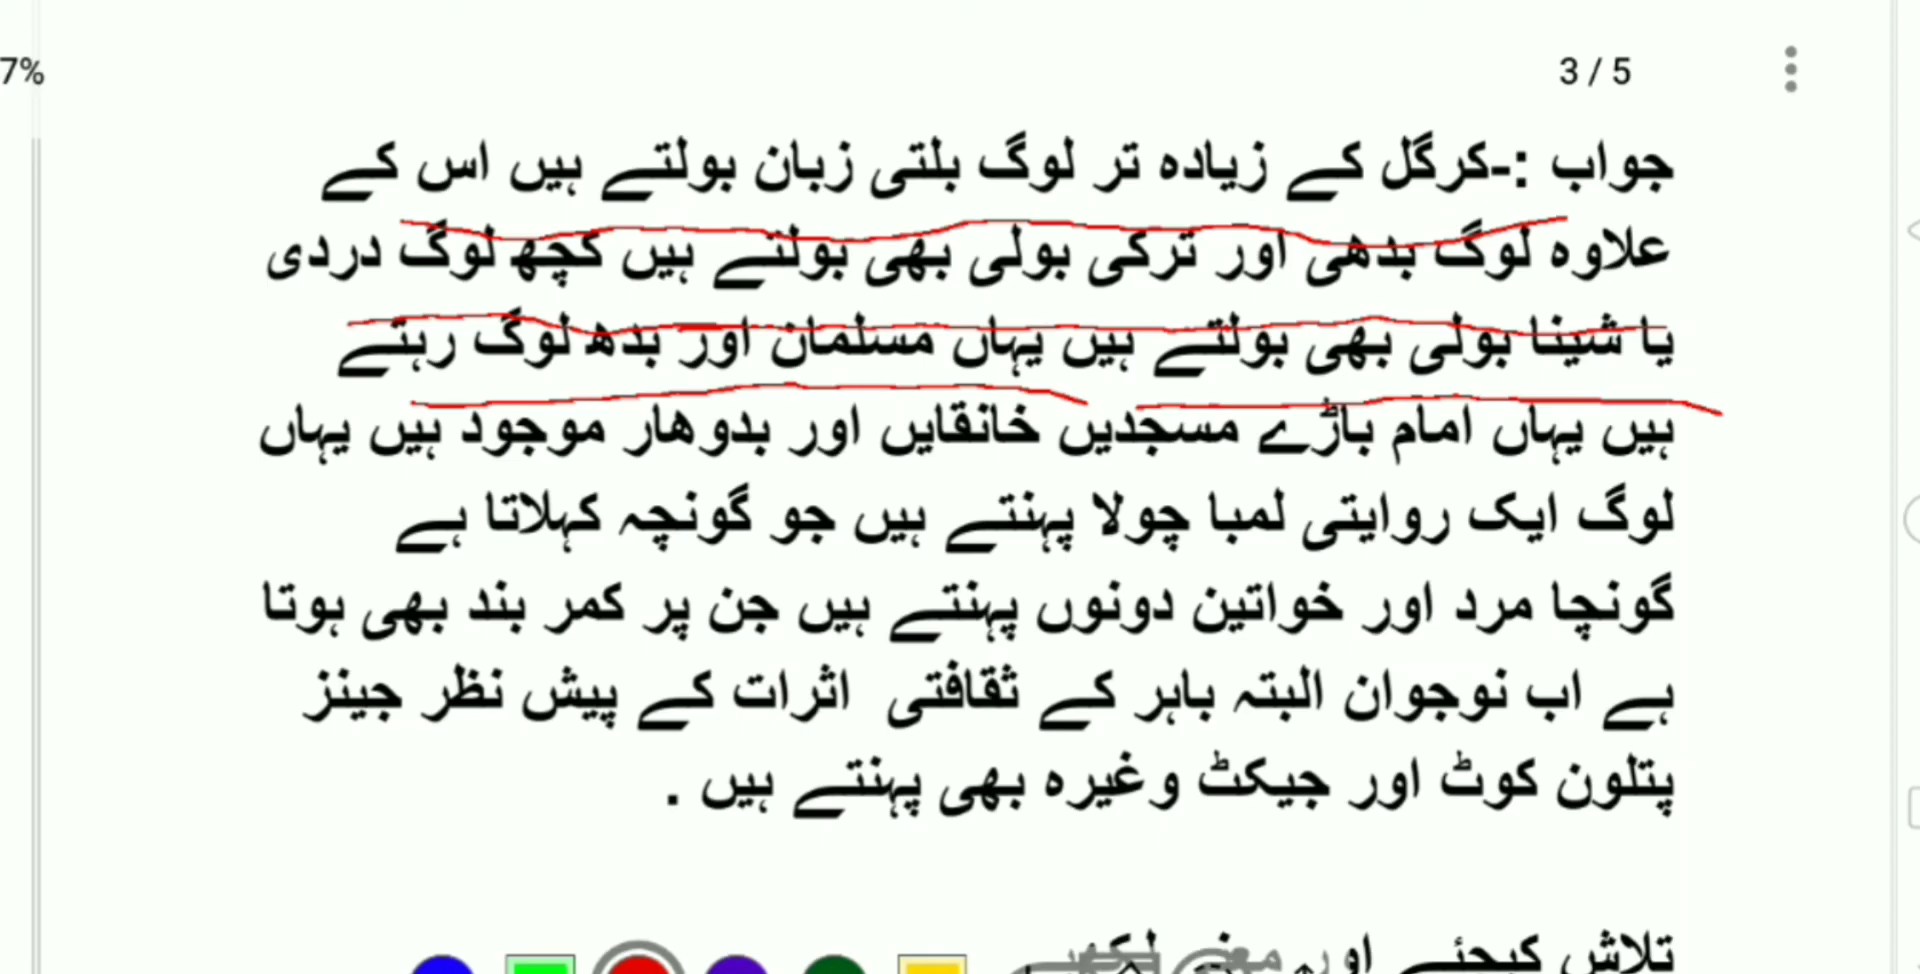 7%
3 / 5
جواب :-کرگل کے زیادہ تر لوگ بلتی زبان بولتے ہیں اس کے
علاوہ لوگ بدھی اور ترکی بولی بھی بولتے ہیں کچھ لوگ دردی
یا شینا بولی بھی بولتے ہیں یہاں مسلمان اور بدھ لوگ رہتے
ہیں یہاں امام باڑے مسجدیں خانقایں اور بدوھار موجود ہیں یہاں
لوگ ایک روایتی لمبا چولا پہنتے ہیں جو گونچہ کہلاتا ہے
گونچا مرد اور خواتین دونوں پہنتے ہیں جن پر کمر بند بھی ہوتا
ہے اب نوجوان البتہ باہر کے ثقافتی اثرات کے پیش نظر جینز
پتلون کوٹ اور جیکٹ وغیرہ بھی پہنتے ہیں .
تلاش کیجئے اور